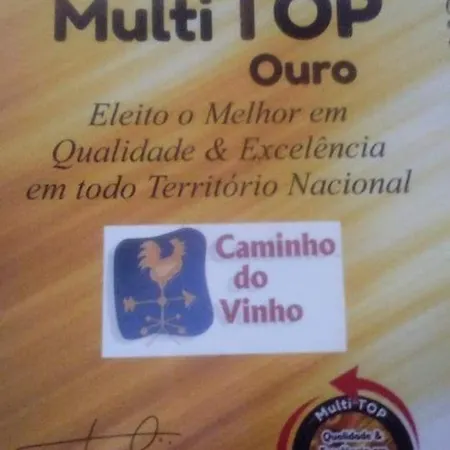 Multi TOP
Ouro
Eleito o Melhor em
Qualidade & Excelência
em todo Território Nacional
Caminho
do
Vinho
Multi TOP
Qualidade &